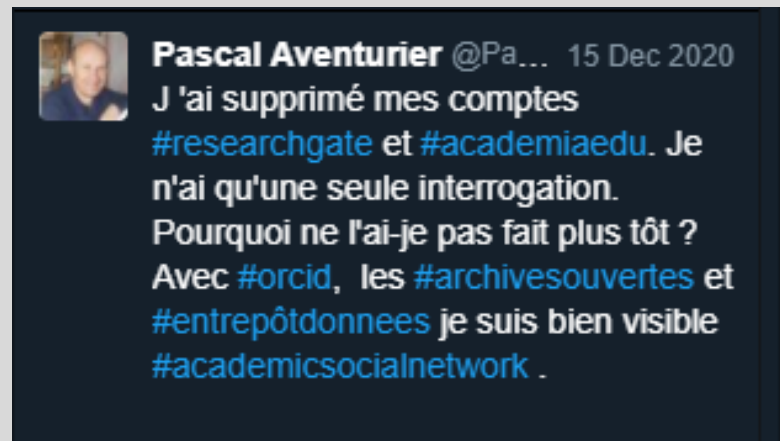 Pascal Aventurier @Pa... 15 Dec 2020
J 'ai supprimé mes comptes
#researchgate et #academiaedu. Je
n'ai qu'une seule interrogation.
Pourquoi ne l'ai-je pas fait plus tôt ?
Avec #orcid, les #archivesouvertes et
#entrepôtdonnees je suis bien visible
#academicsocialnetwork .